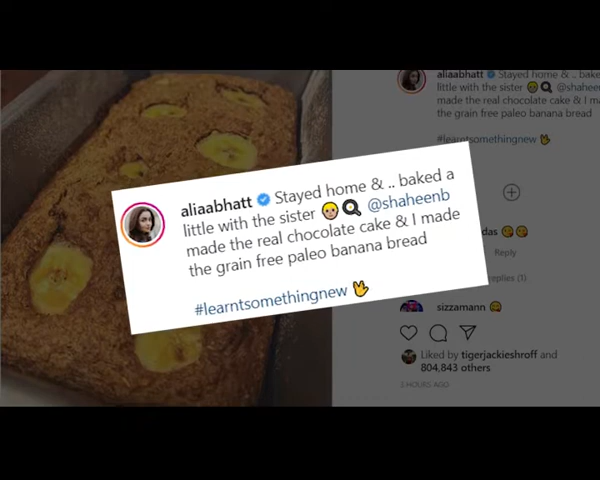 aliaabhatt Stayed home & .. baked a
little with the sister 👩🏼‍🍳 @shaheenb
made the real chocolate cake & I made
the grain free paleo banana bread
#learntsomethingnew 🖖
aliaabhatt Stayed home & .. bake
little with the sister @shaheen
made the real chocolate cake & I m
the grain free paleo banana bread
#learntsomethingnew 🖖
das 😋 😋
Reply
replies (1)
sizzamann 😋
Liked by tigerjackieshroff and
804,843 others
2 HOURS AGO